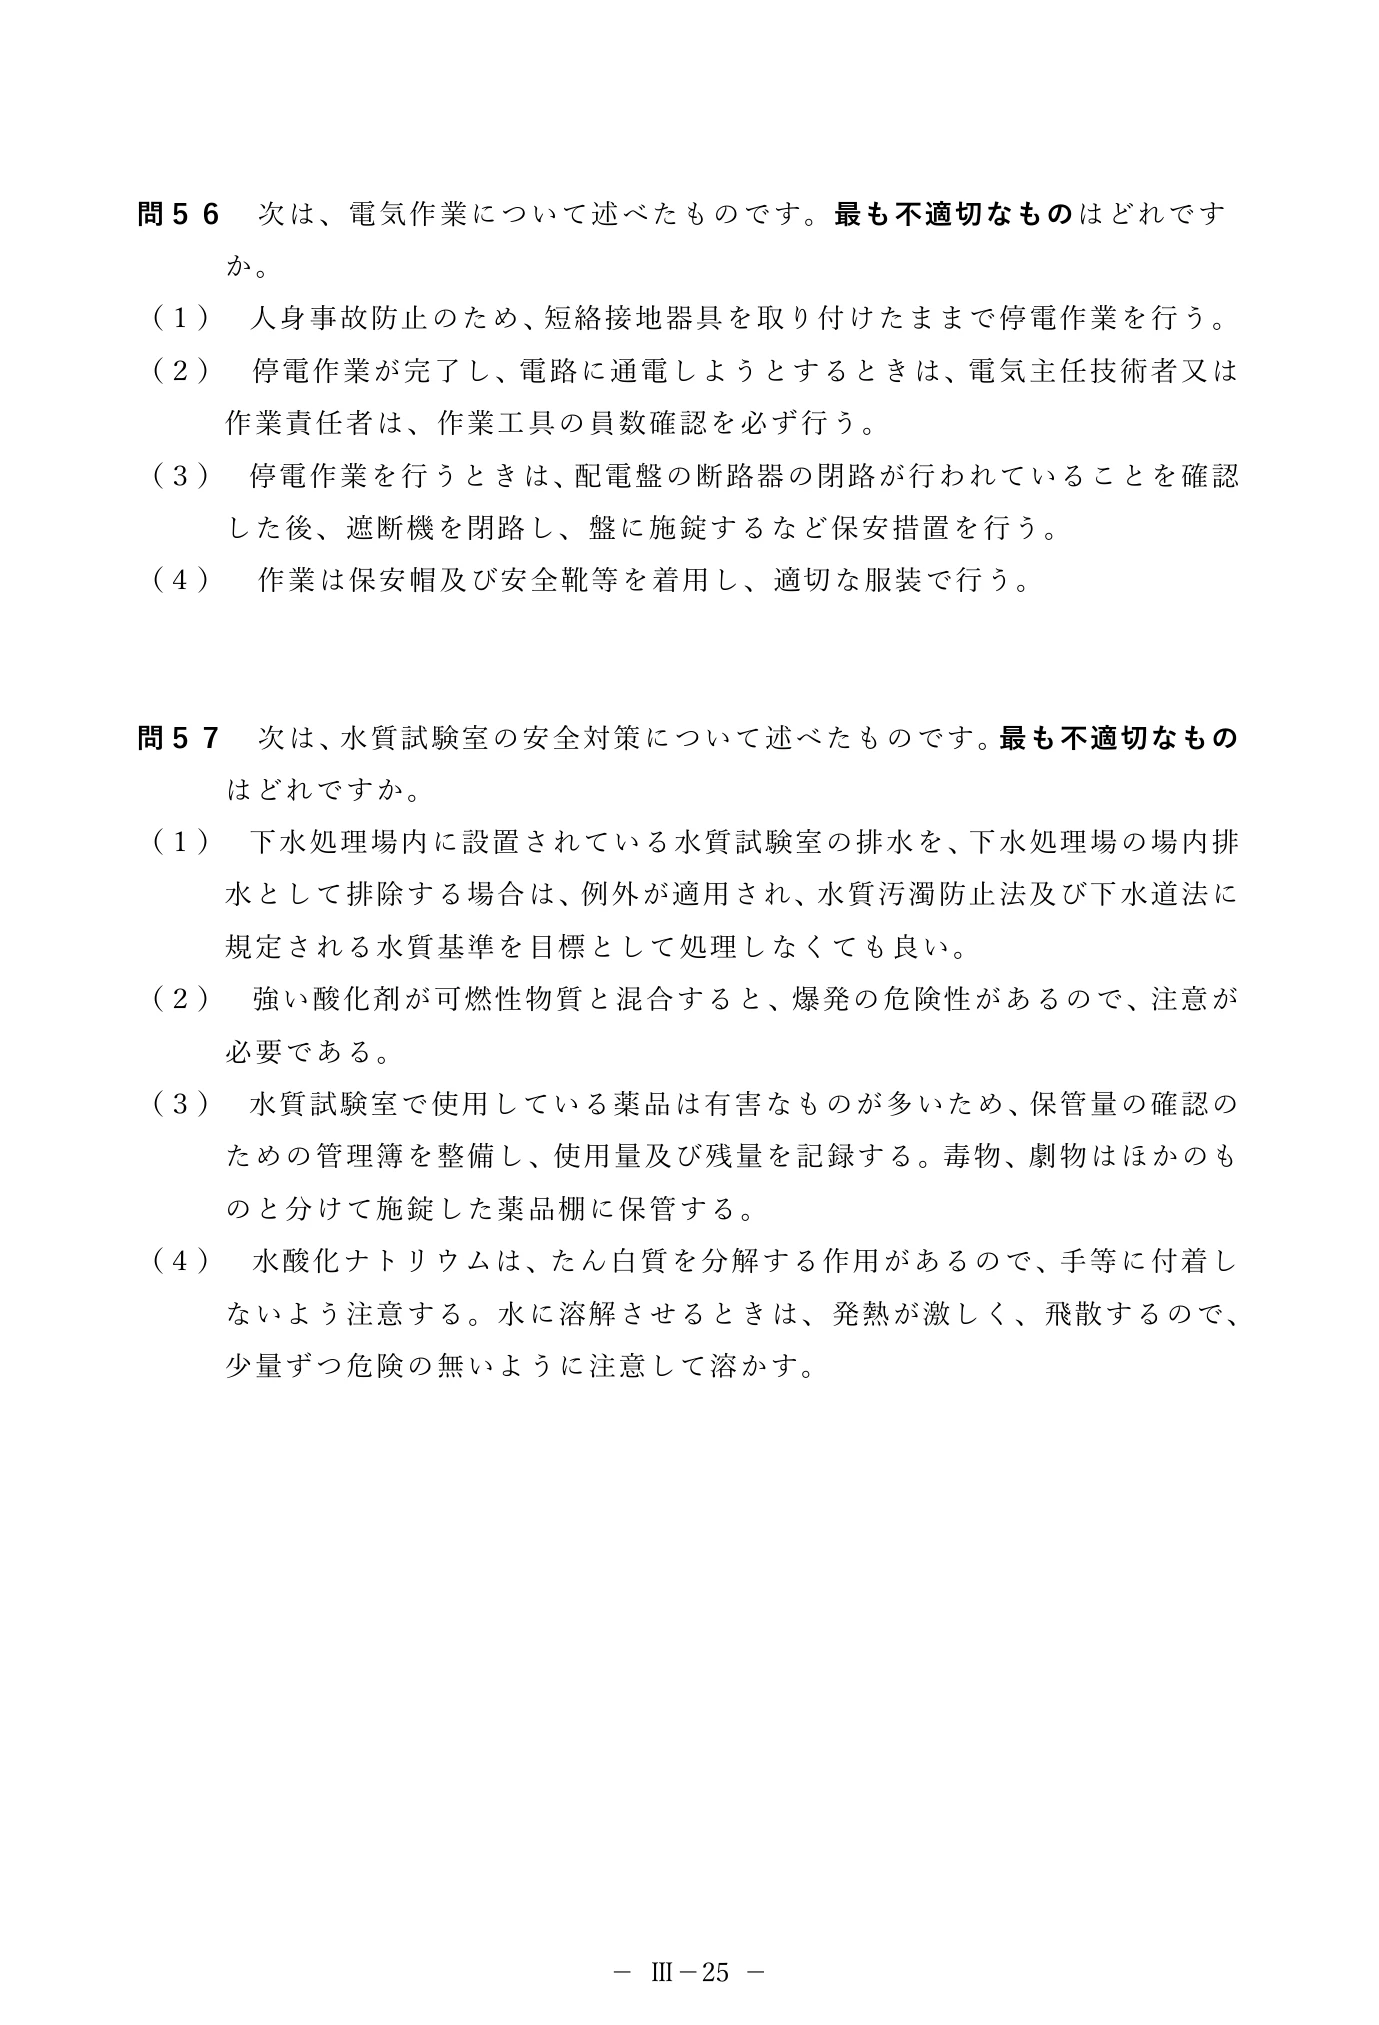 問５６　次は、電気作業について述べたものです。最も不適切なものはどれです
か。
（１）　人身事故防止のため、短絡接地器具を取り付けたままで停電作業を行う。
（２）　停電作業が完了し、電路に通電しようとするときは、電気主任技術者又は
作業責任者は、作業工具の員数確認を必ず行う。
（３）　停電作業を行うときは、配電盤の断路器の閉路が行われていることを確認
した後、遮断機を閉路し、盤に施錠するなど保安措置を行う。
（４）　作業は保安帽及び安全靴等を着用し、適切な服装で行う。
問５７　次は、水質試験室の安全対策について述べたものです。最も不適切なもの
はどれですか。
（１）　下水処理場内に設置されている水質試験室の排水を、下水処理場の場内排
水として排除する場合は、例外が適用され、水質汚濁防止法及び下水道法に
規定される水質基準を目標として処理しなくても良い。
（２）　強い酸化剤が可燃性物質と混合すると、爆発の危険性があるので、注意が
必要である。
（３）　水質試験室で使用している薬品は有害なものが多いため、保管量の確認の
ための管理簿を整備し、使用量及び残量を記録する。毒物、劇物はほかのも
のと分けて施錠した薬品棚に保管する。
（４）　水酸化ナトリウムは、たん白質を分解する作用があるので、手等に付着し
ないよう注意する。水に溶解させるときは、発熱が激しく、飛散するので、
少量ずつ危険の無いように注意して溶かす。
－ Ⅲ－25 －